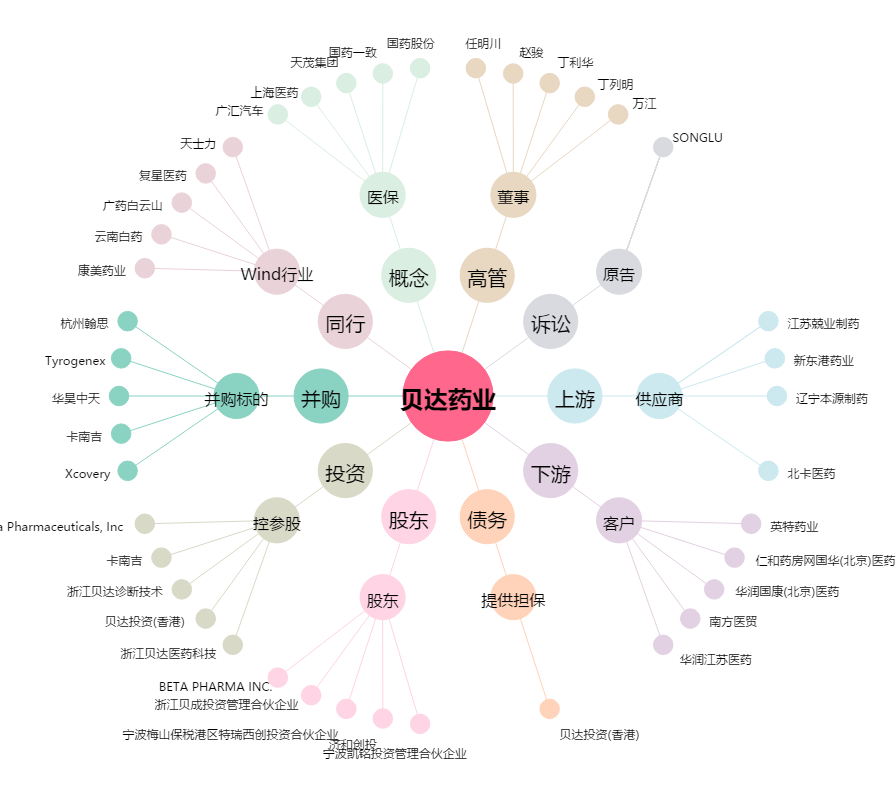 任明川
国药股份
国药一致
赵骏
天茂集团
丁利华
上海医药
丁列明
广汇汽车
万江
天士力
SONGLU
复星医药
医保
董事
广药白云山
云南白药
康美药业
Wind行业
概念
高管
原告
同行
诉讼
杭州翰思
江苏兢业制药
Tyrogenex
新东港药业
华昊中天
并购标的
并购
贝达药业
上游
供应商
辽宁本源制药
卡南吉
Xcovery
北卡医药
投资
下游
a Pharmaceuticals, Inc
控参股
股东
债务
客户
英特药业
卡南吉
仁和药房网国华(北京)医药
浙江贝达诊断技术
华润国康(北京)医药
贝达投资(香港)
股东
提供担保
南方医贸
浙江贝达医药科技
华润江苏医药
BETA PHARMA INC.
浙江贝成投资管理合伙企业
宁波梅山保税港区特瑞西创投资合伙企业
贝达投资(香港)
济和创投
宁波凯铭投资管理合伙企业